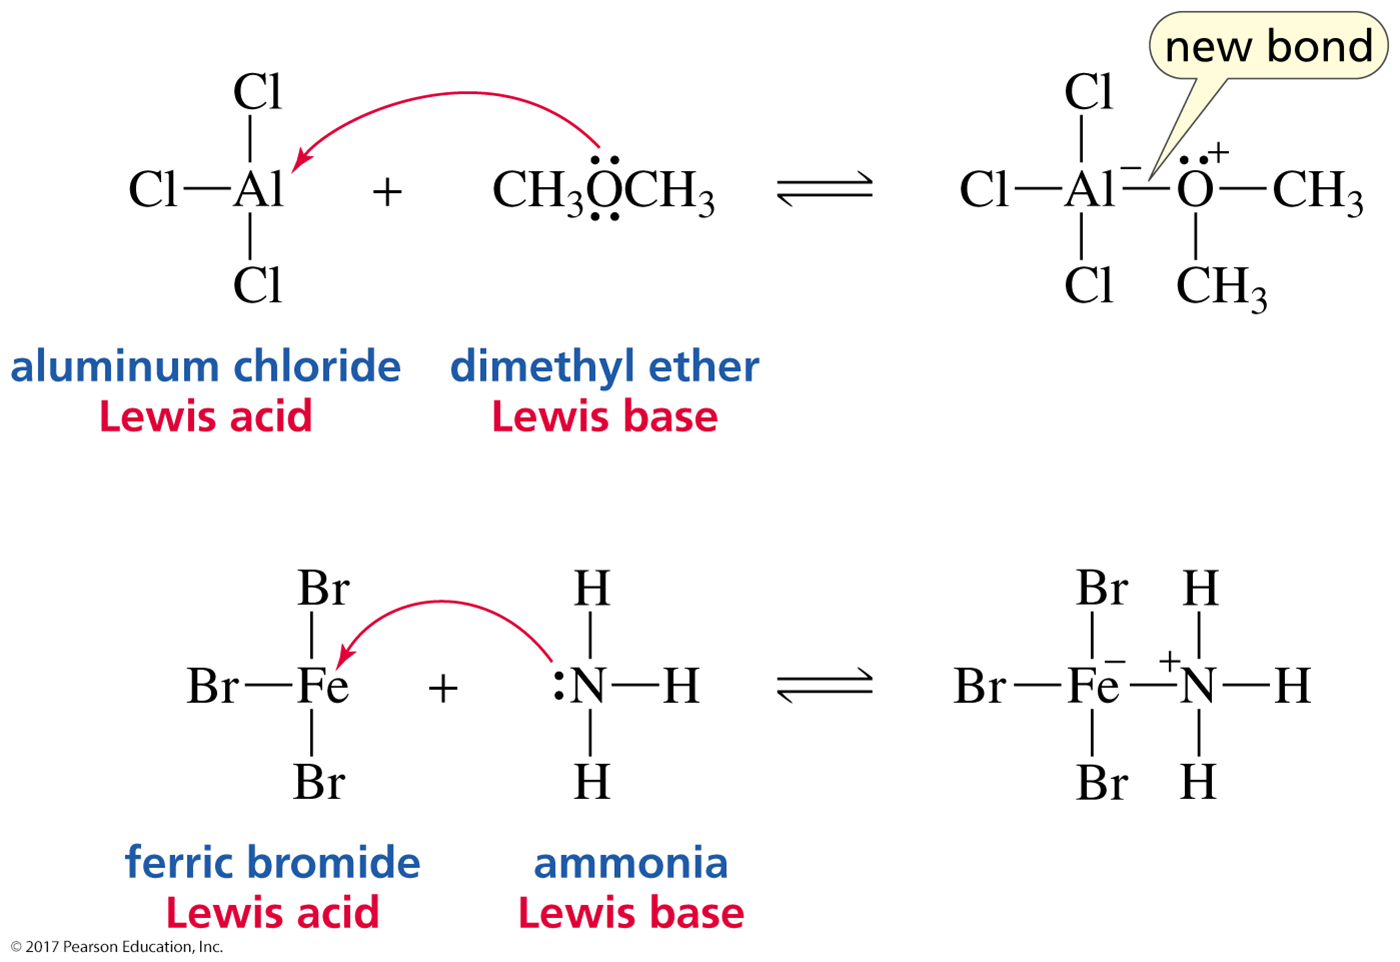 new bond
Cl Cl
Cl—Al + CH₃ÖCH₃ ⇌ Cl—Al⁻—O⁺—CH₃
Cl Cl CH₃
aluminum chloride dimethyl ether
Lewis acid Lewis base
Br H Br H
Br—Fe + :N—H ⇌ Br—Fe⁻—⁺N—H
Br H Br H
ferric bromide ammonia
Lewis acid Lewis base
© 2017 Pearson Education, Inc.